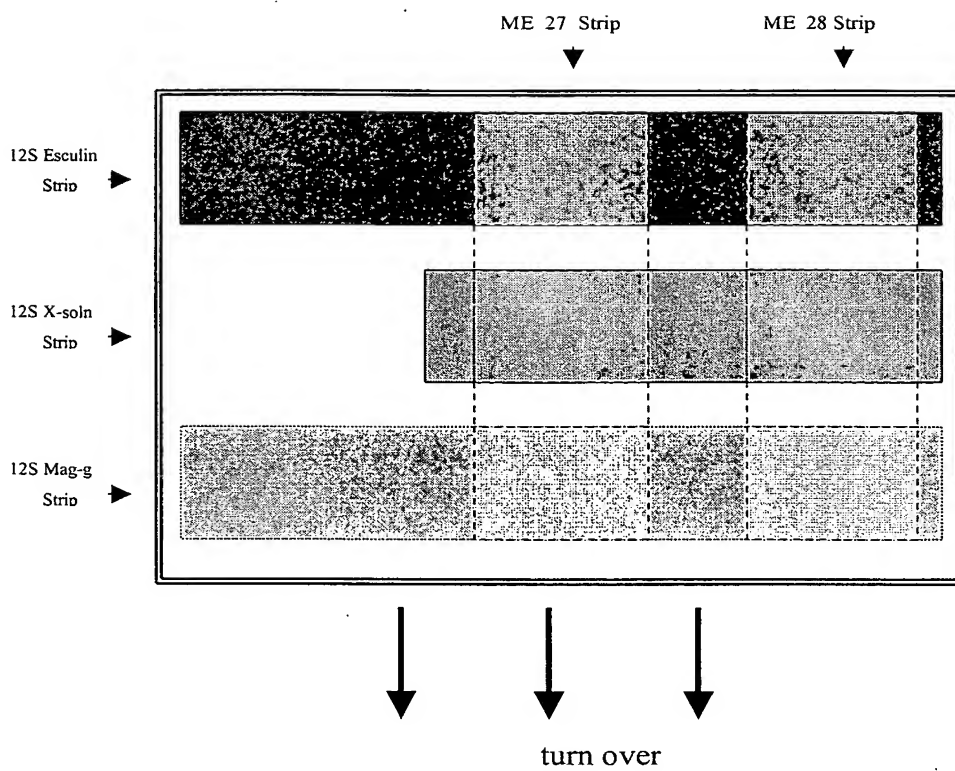 ME 27 Strip
ME 28 Strip
12S Esculin
Strip
12S X-soln
Strip
12S Mag-g
Strip
turn over